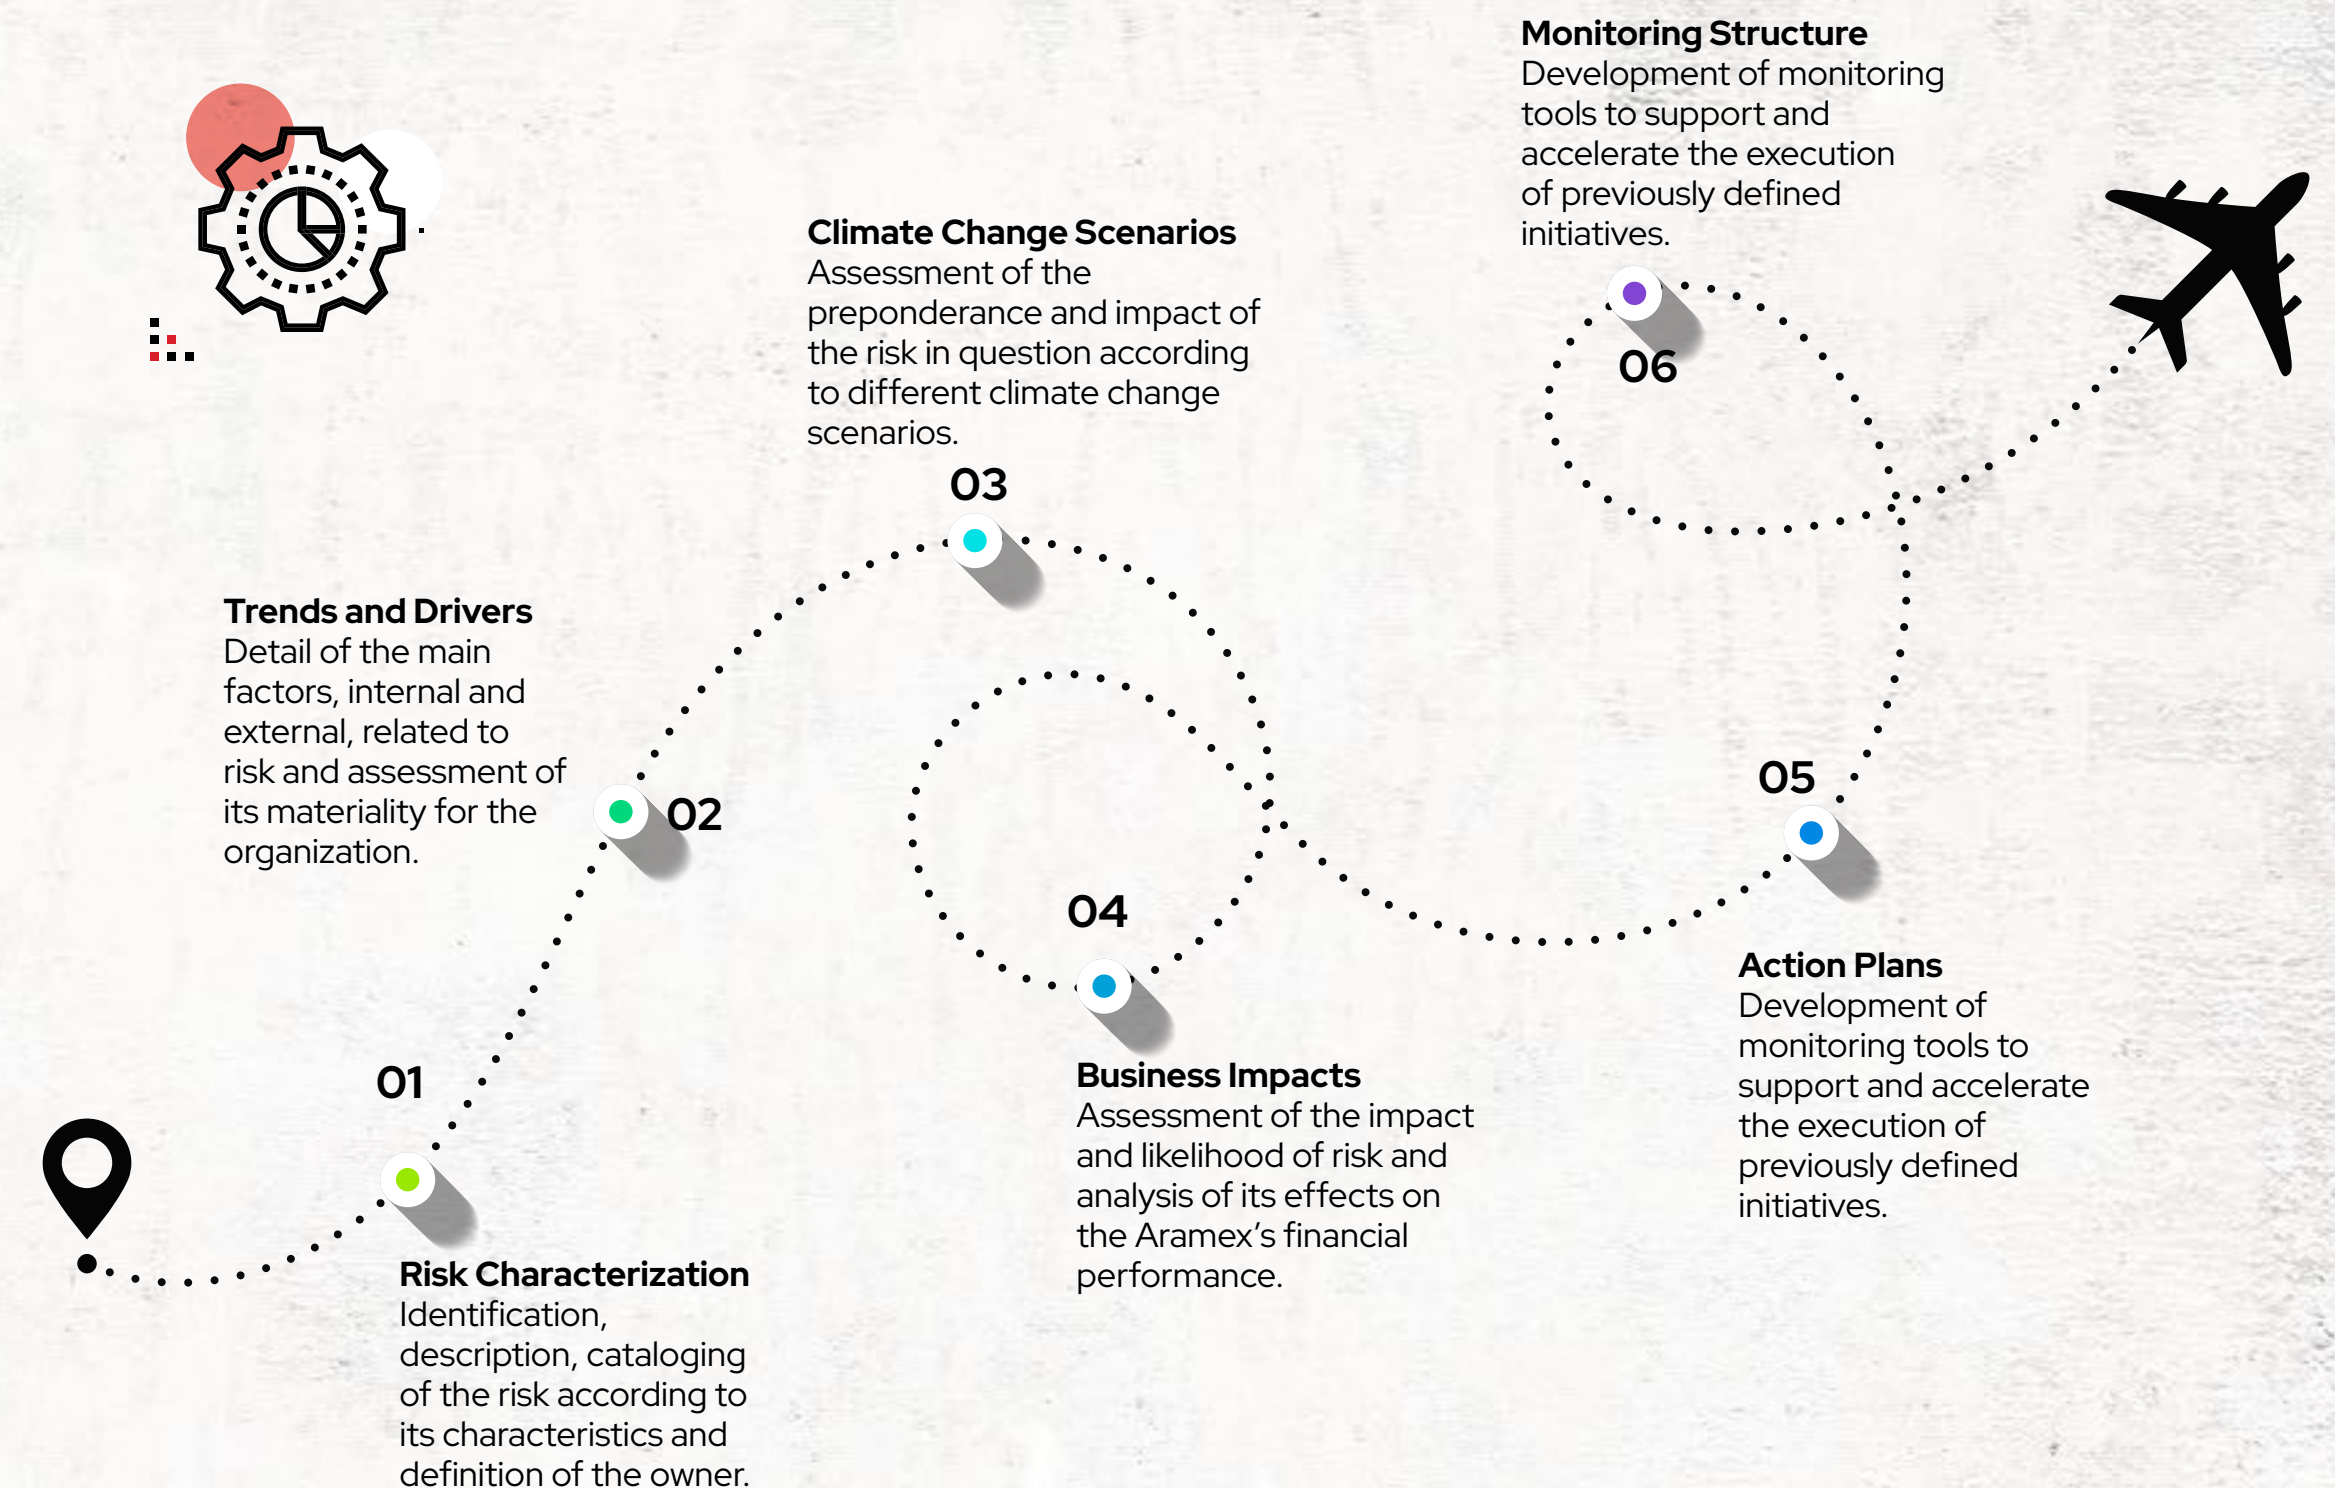 Monitoring Structure
Development of monitoring
tools to support and
accelerate the execution
of previously defined
initiatives.
06
Climate Change Scenarios
Assessment of the
preponderance and impact of
the risk in question according
to different climate change
scenarios.
03
Trends and Drivers
Detail of the main
factors, internal and
external, related to
risk and assessment of
its materiality for the
organization.
02
05
Action Plans
Development of
monitoring tools to
support and accelerate
the execution of
previously defined
initiatives.
04
Business Impacts
Assessment of the impact
and likelihood of risk and
analysis of its effects on
the Aramex’s financial
performance.
01
Risk Characterization
Identification,
description, cataloging
of the risk according to
its characteristics and
definition of the owner.